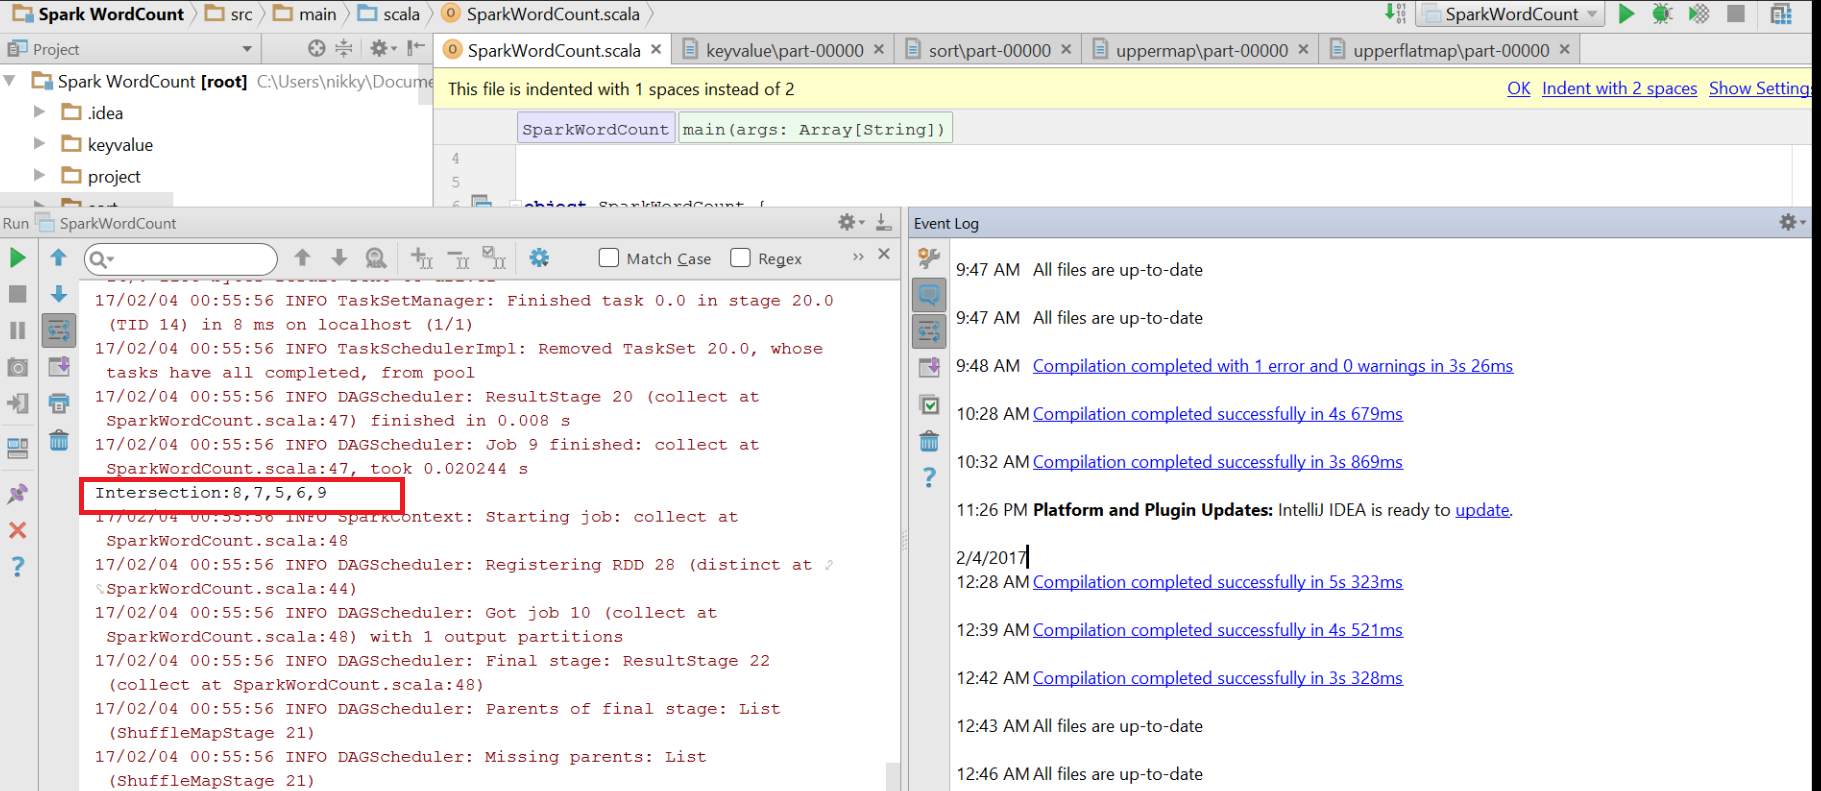 Spark WordCount src main scala SparkWordCount.scala
SparkWordCount
Project
SparkWordCount.scala keyvalue\part-00000 sort\part-00000 uppermap\part-00000 upperflatmap\part-00000
Spark WordCount [root] C:\Users\nikky\Docume
.idea
keyvalue
project
This file is indented with 1 spaces instead of 2
OK Indent with 2 spaces Show Settings
SparkWordCount main(args: Array[String])
4
5
6 object SparkWordCount {
Run SparkWordCount
Match Case Regex
17/02/04 00:55:56 INFO TaskSetManager: Finished task 0.0 in stage 20.0
(TID 14) in 8 ms on localhost (1/1)
17/02/04 00:55:56 INFO TaskSchedulerImpl: Removed TaskSet 20.0, whose
tasks have all completed, from pool
17/02/04 00:55:56 INFO DAGScheduler: ResultStage 20 (collect at
SparkWordCount.scala:47) finished in 0.008 s
17/02/04 00:55:56 INFO DAGScheduler: Job 9 finished: collect at
SparkWordCount.scala:47, took 0.020244 s
Intersection:8,7,5,6,9
17/02/04 00:55:56 INFO SparkContext: Starting job: collect at
SparkWordCount.scala:48
17/02/04 00:55:56 INFO DAGScheduler: Registering RDD 28 (distinct at
SparkWordCount.scala:44)
17/02/04 00:55:56 INFO DAGScheduler: Got job 10 (collect at
SparkWordCount.scala:48) with 1 output partitions
17/02/04 00:55:56 INFO DAGScheduler: Final stage: ResultStage 22
(collect at SparkWordCount.scala:48)
17/02/04 00:55:56 INFO DAGScheduler: Parents of final stage: List
(ShuffleMapStage 21)
17/02/04 00:55:56 INFO DAGScheduler: Missing parents: List
(ShuffleMapStage 21)
Event Log
9:47 AM All files are up-to-date
9:47 AM All files are up-to-date
9:48 AM Compilation completed with 1 error and 0 warnings in 3s 26ms
10:28 AM Compilation completed successfully in 4s 679ms
10:32 AM Compilation completed successfully in 3s 869ms
11:26 PM Platform and Plugin Updates: IntelliJ IDEA is ready to update.
2/4/2017
12:28 AM Compilation completed successfully in 5s 323ms
12:39 AM Compilation completed successfully in 4s 521ms
12:42 AM Compilation completed successfully in 3s 328ms
12:43 AM All files are up-to-date
12:46 AM All files are up-to-date